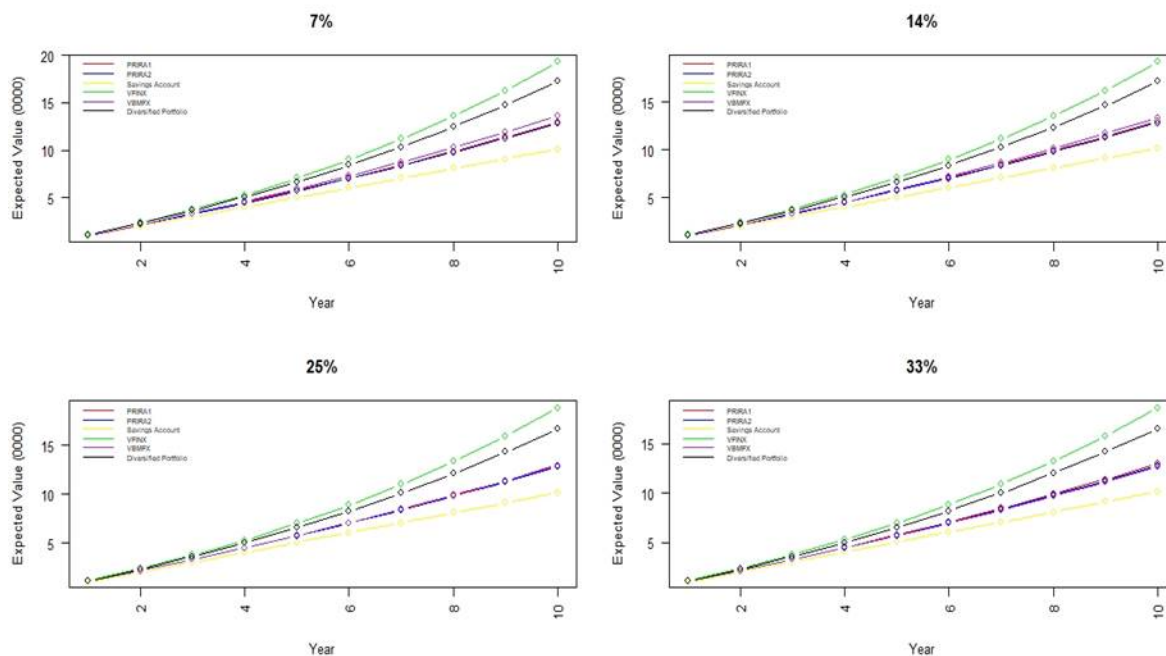 7%
Expected Value (0000)
20
15
10
5
PRIRA1
PRIRA2
Savings Account
VFINX
VBMFX
Diversified Portfolio
2
4
6
8
10
Year
14%
Expected Value (0000)
15
10
5
PRIRA1
PRIRA2
Savings Account
VFINX
VBMFX
Diversified Portfolio
2
4
6
8
10
Year
25%
Expected Value (0000)
15
10
5
PRIRA1
PRIRA2
Savings Account
VFINX
VBMFX
Diversified Portfolio
2
4
6
8
10
Year
33%
Expected Value (0000)
15
10
5
PRIRA1
PRIRA2
Savings Account
VFINX
VBMFX
Diversified Portfolio
2
4
6
8
10
Year